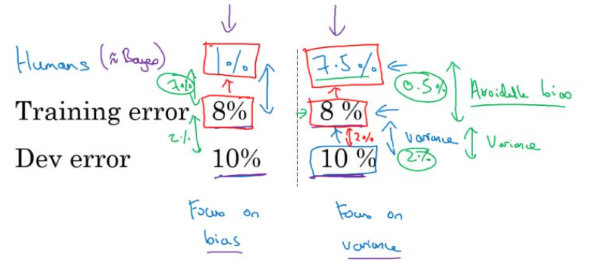 Humans (≈ Bayes) 1% 7.5%
7% 0.5% Avoidable bias
Training error 8% 8 %
2% 2% Variance Variance
Dev error 10% 10 % 2%
Focus on bias
Focus on variance